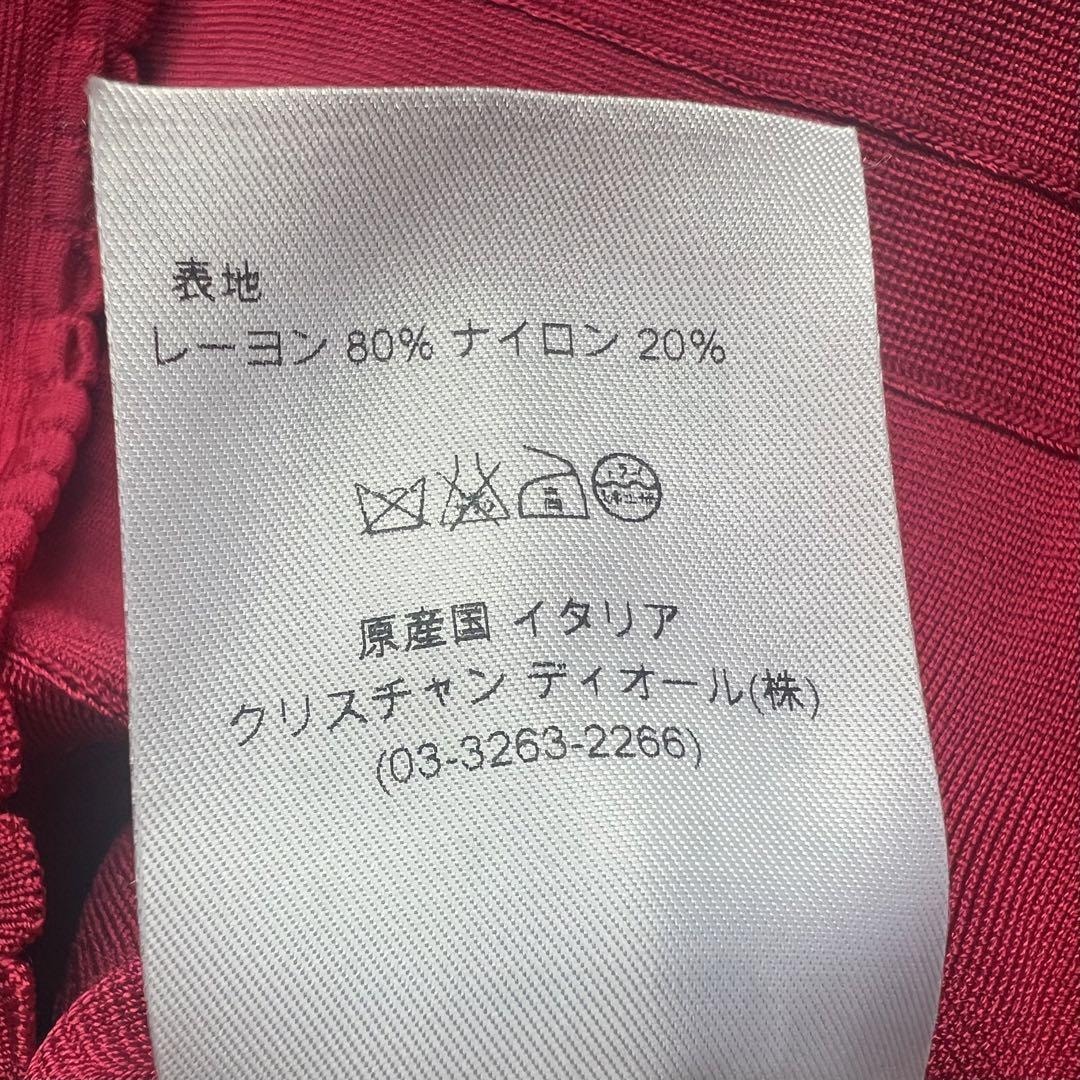 表地
レーヨン 80% ナイロン 20%
高
原産国 イタリア
クリスチャン ディオール(株)
(03-3263-2266)